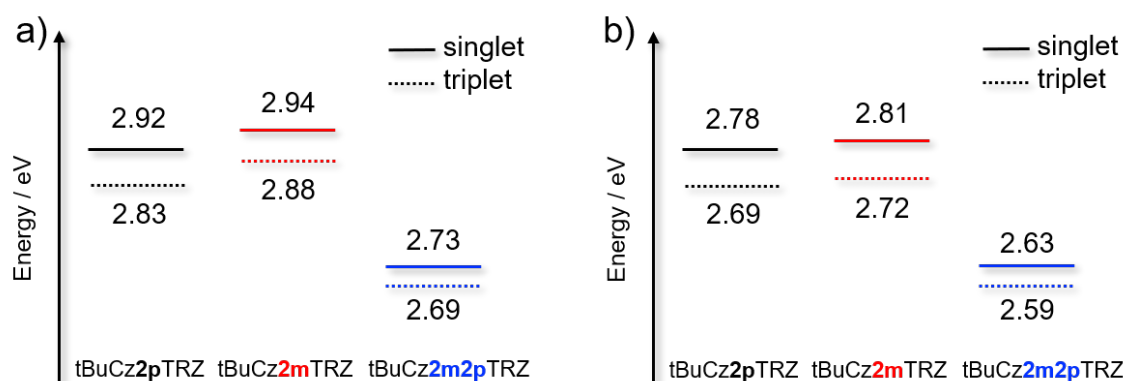 a)
singlet
triplet
2.92
2.94
2.83
2.88
2.73
2.69
Energy / eV
tBuCz2pTRZ tBuCz2mTRZ tBuCz2m2pTRZ
b)
singlet
triplet
2.78
2.81
2.69
2.72
2.63
2.59
Energy / eV
tBuCz2pTRZ tBuCz2mTRZ tBuCz2m2pTRZ